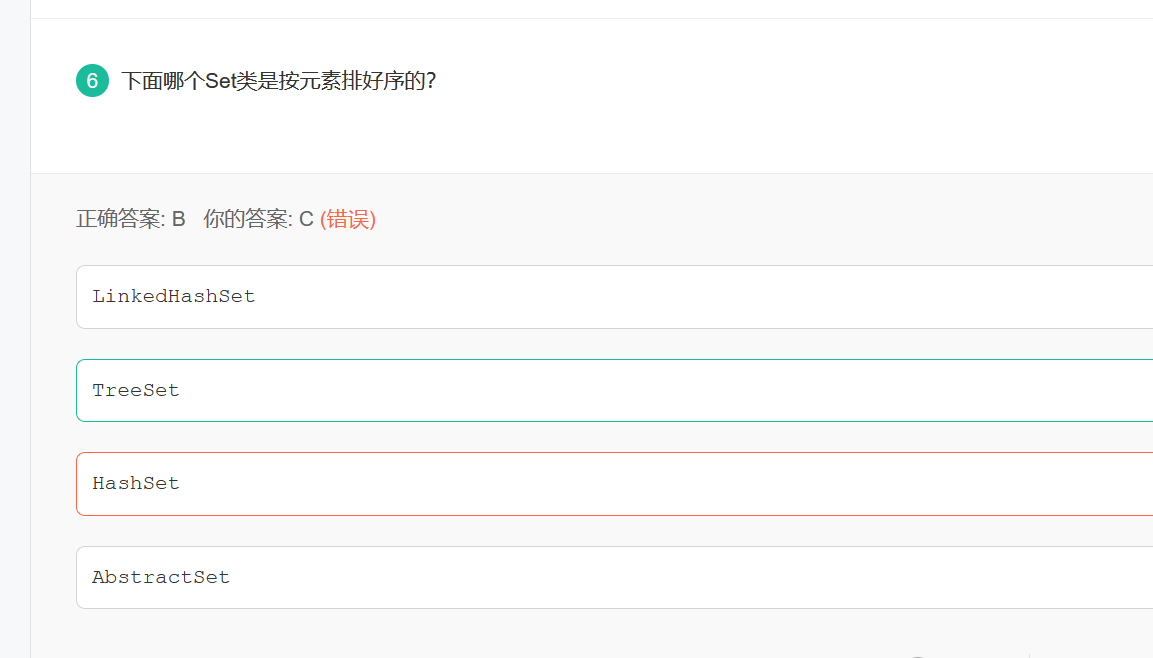 6 下面哪个Set类是按元素排好序的?
正确答案: B 你的答案: C (错误)
LinkedHashSet
TreeSet
HashSet
AbstractSet